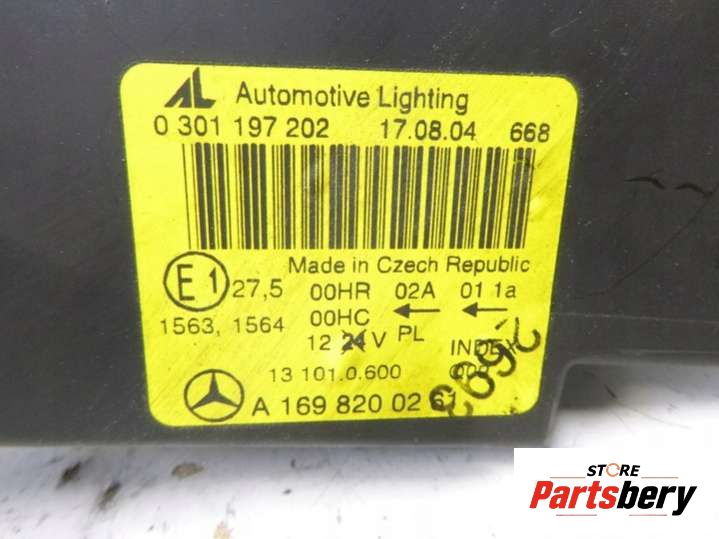 AL Automotive Lighting
0 301 197 202 17.08.04 668
Made in Czech Republic
E1 27,5 00HR 02A 01 1a
1563, 1564 00HC ← ←
12 24 V PL INDEX
13 101.0.600
A 169 820 02 61
2693
STORE
Partsbery